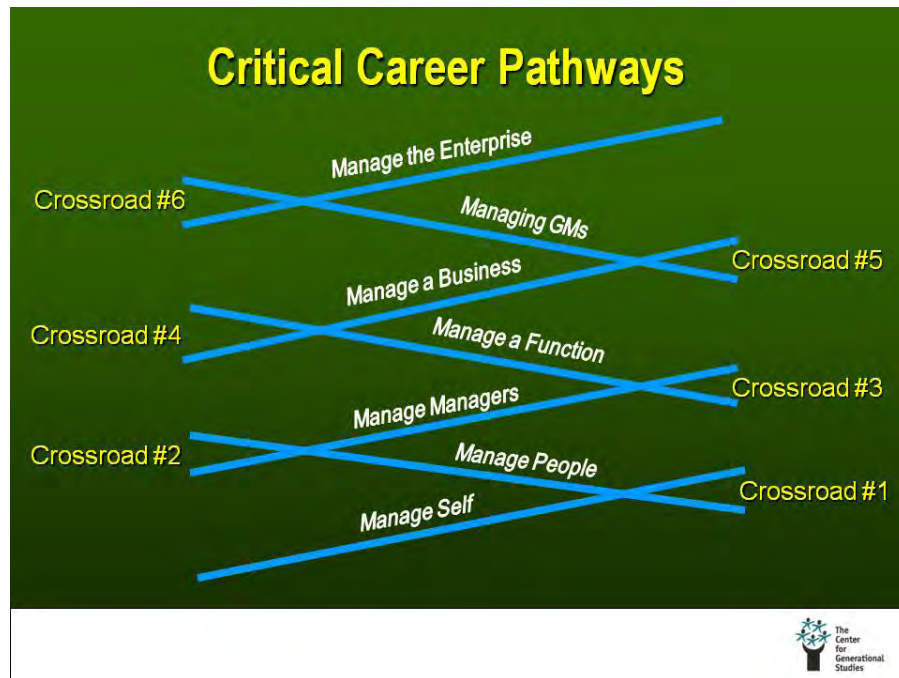 Critical Career Pathways
Manage the Enterprise
Crossroad #6
Managing GMs
Crossroad #5
Manage a Business
Crossroad #4
Manage a Function
Crossroad #3
Manage Managers
Crossroad #2
Manage People
Crossroad #1
Manage Self
The
Center
for
Generational
Studies